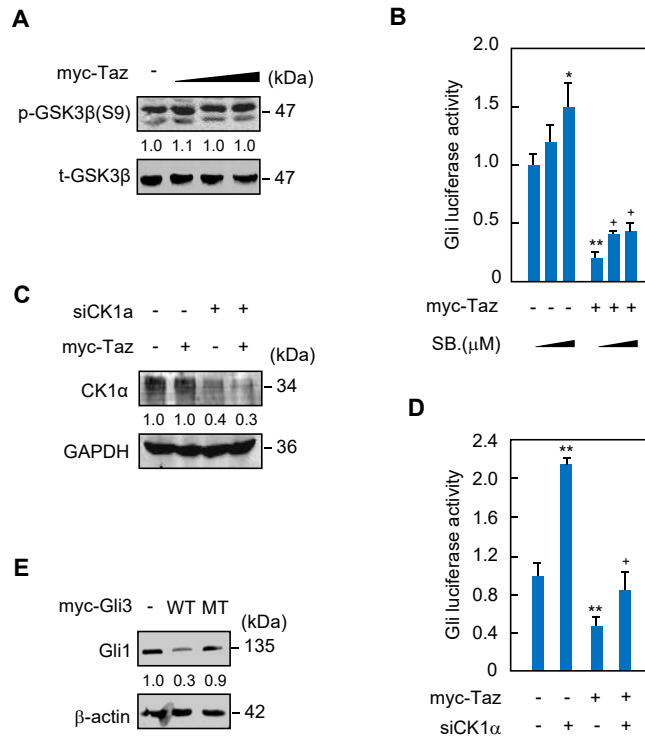 A
myc-Taz - (kDa)
p-GSK3β(S9) - 47
1.0 1.1 1.0 1.0
t-GSK3β - 47
B
2.0
1.5
1.0
0.5
0
Gli luciferase activity
*
** + +
myc-Taz - - - + + +
SB.(μM)
C
siCK1a - - + +
myc-Taz - + - + (kDa)
CK1α - 34
1.0 1.0 0.4 0.3
GAPDH - 36
D
2.4
2.0
1.6
1.2
0.8
0.4
0
Gli luciferase activity
**
** +
myc-Taz - - + +
siCK1α - + - +
E
myc-Gli3 - WT MT (kDa)
Gli1 - 135
1.0 0.3 0.9
β-actin - 42